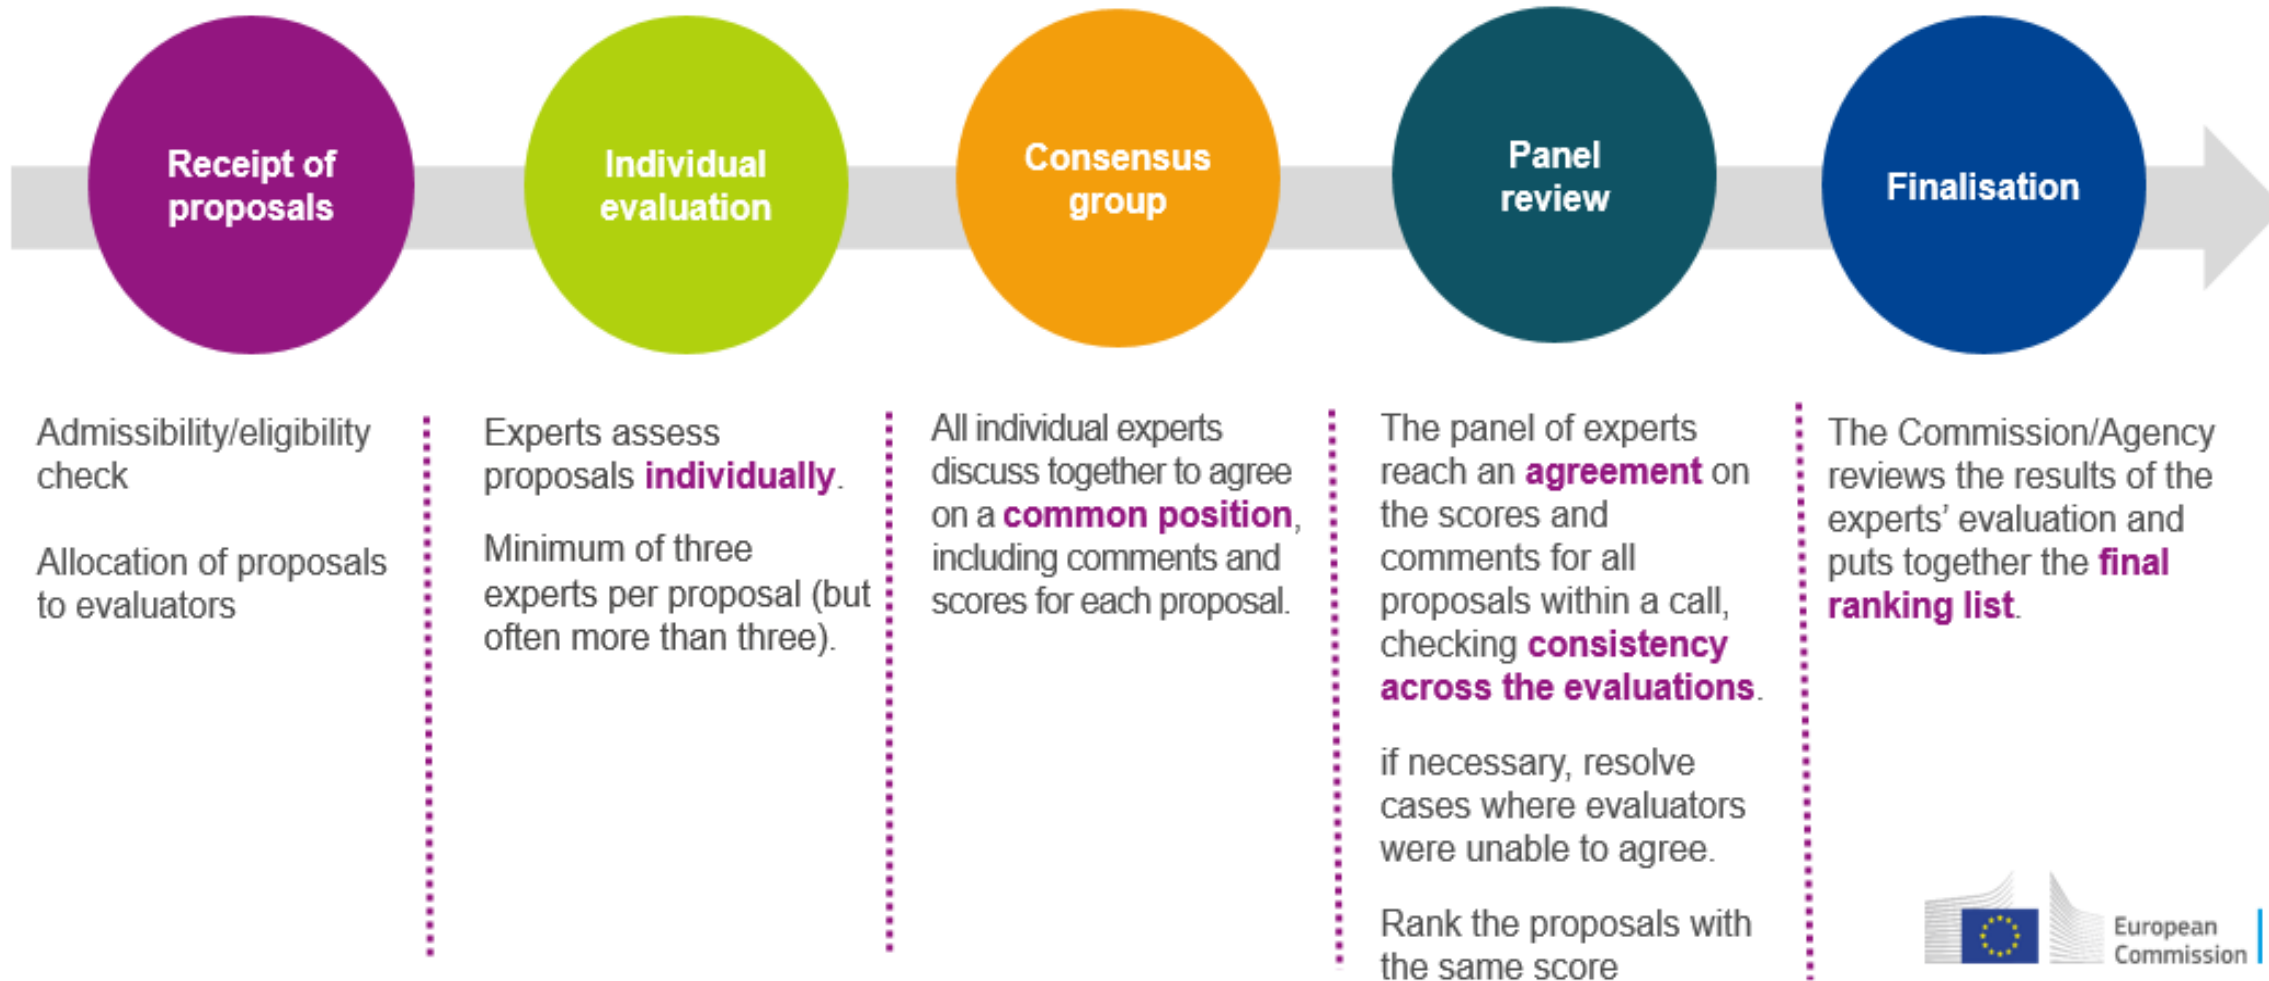 Receipt of
proposals
Individual
evaluation
Consensus
group
Panel
review
Finalisation
Admissibility/eligibility
check
Allocation of proposals
to evaluators
Experts assess
proposals individually.
Minimum of three
experts per proposal (but
often more than three).
All individual experts
discuss together to agree
on a common position,
including comments and
scores for each proposal.
The panel of experts
reach an agreement on
the scores and
comments for all
proposals within a call,
checking consistency
across the evaluations.
if necessary, resolve
cases where evaluators
were unable to agree.
Rank the proposals with
the same score
The Commission/Agency
reviews the results of the
experts’ evaluation and
puts together the final
ranking list.
European
Commission